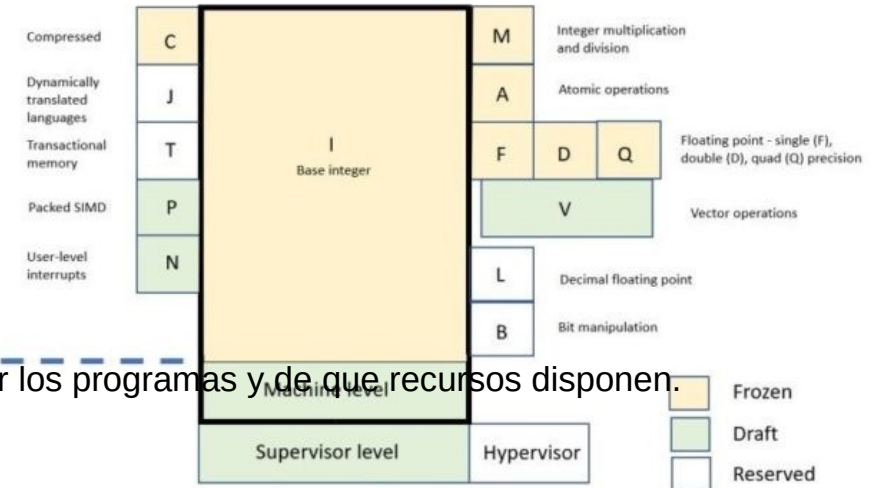 Compressed
C
Dynamically
translated
languages
J
Transactional
memory
T
Packed SIMD
P
User-level
interrupts
N
I
Base integer
M
Integer multiplication
and division
A
Atomic operations
F D Q
Floating point - single (F),
double (D), quad (Q) precision
V
Vector operations
L
Decimal floating point
B
Bit manipulation
r los programas y de que recursos disponen.
Machine level
Supervisor level
Hypervisor
Frozen
Draft
Reserved